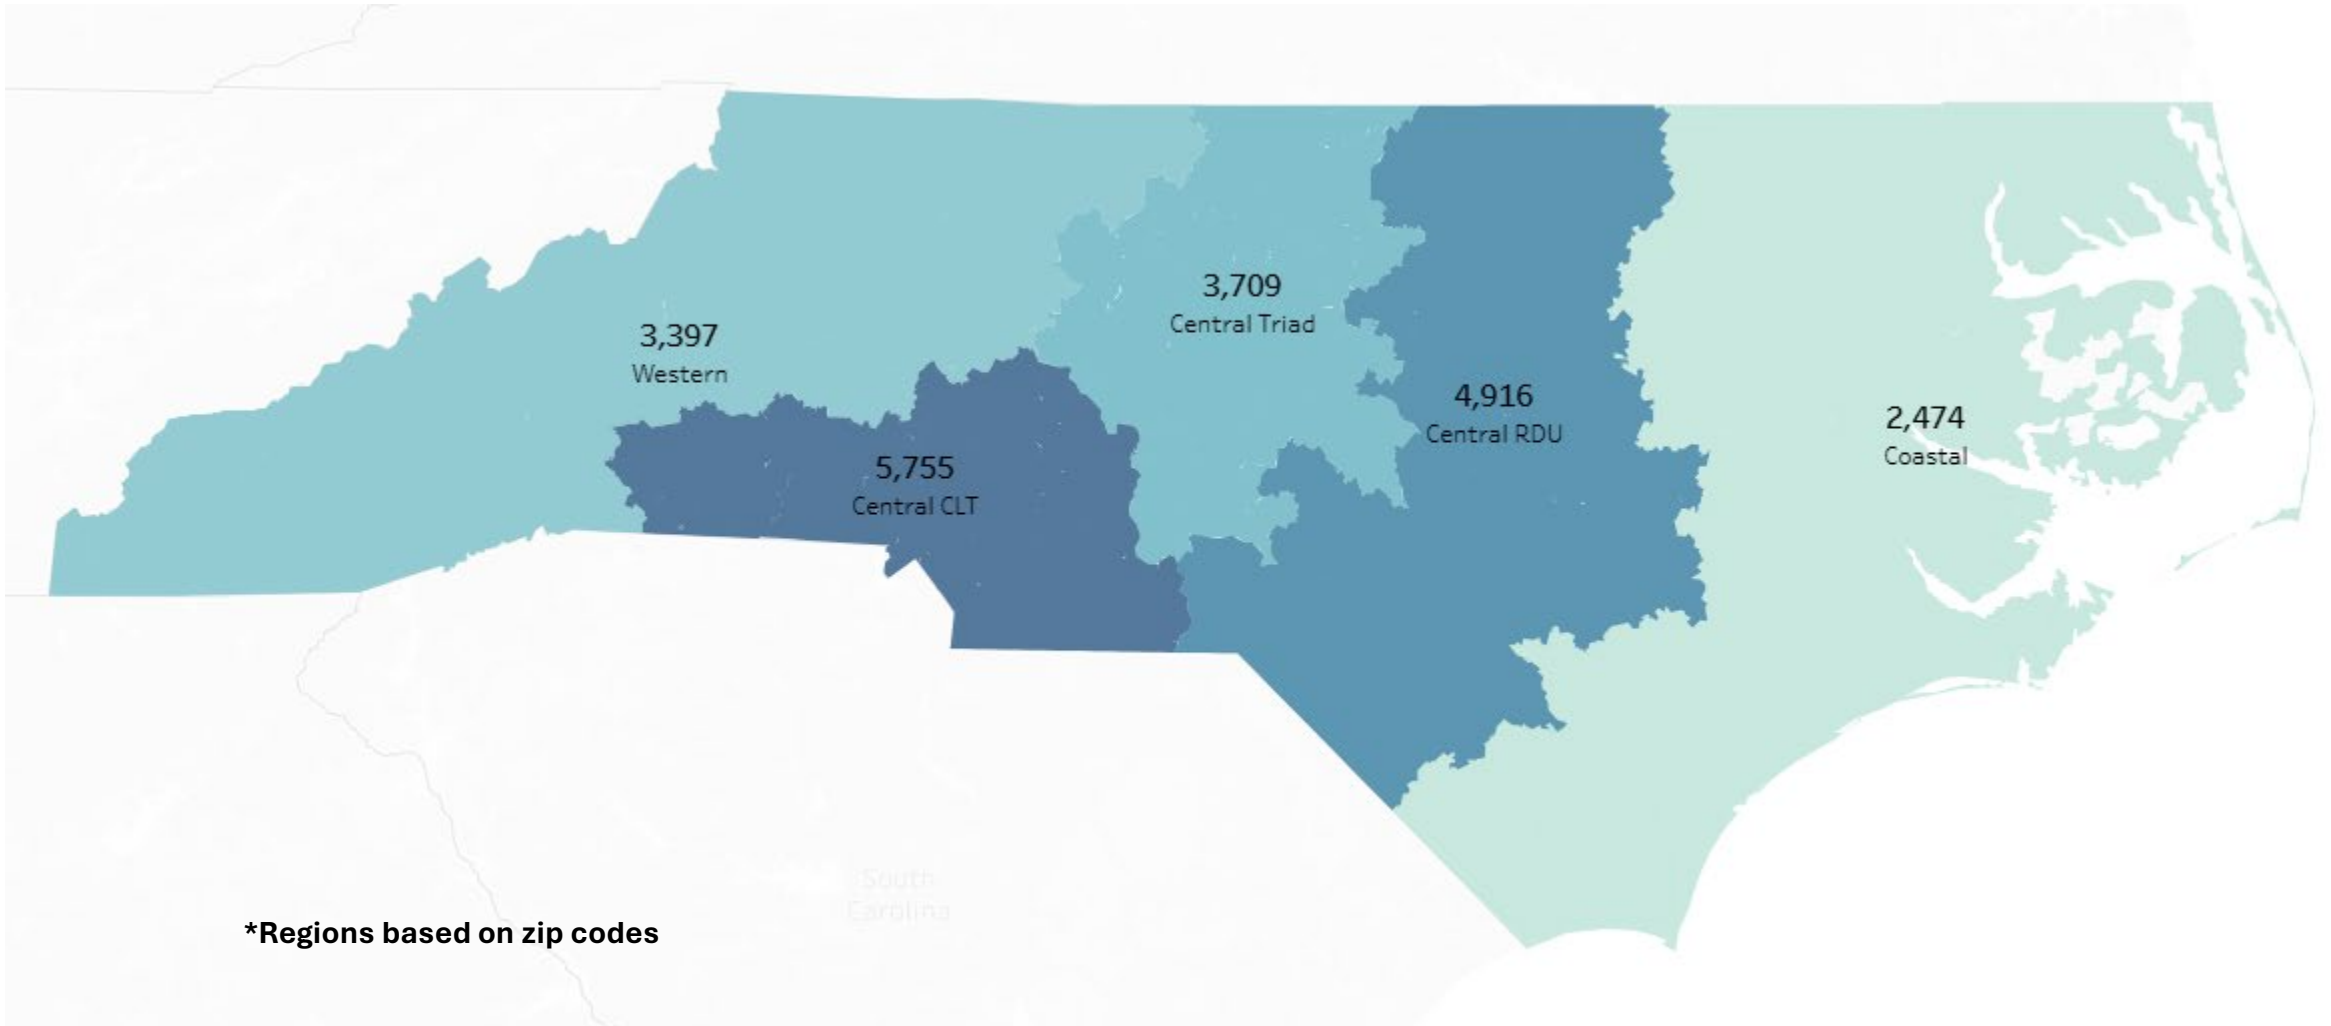 3,709
Central Triad
3,397
Western
4,916
Central RDU
2,474
Coastal
5,755
Central CLT
South
Carolina
*Regions based on zip codes